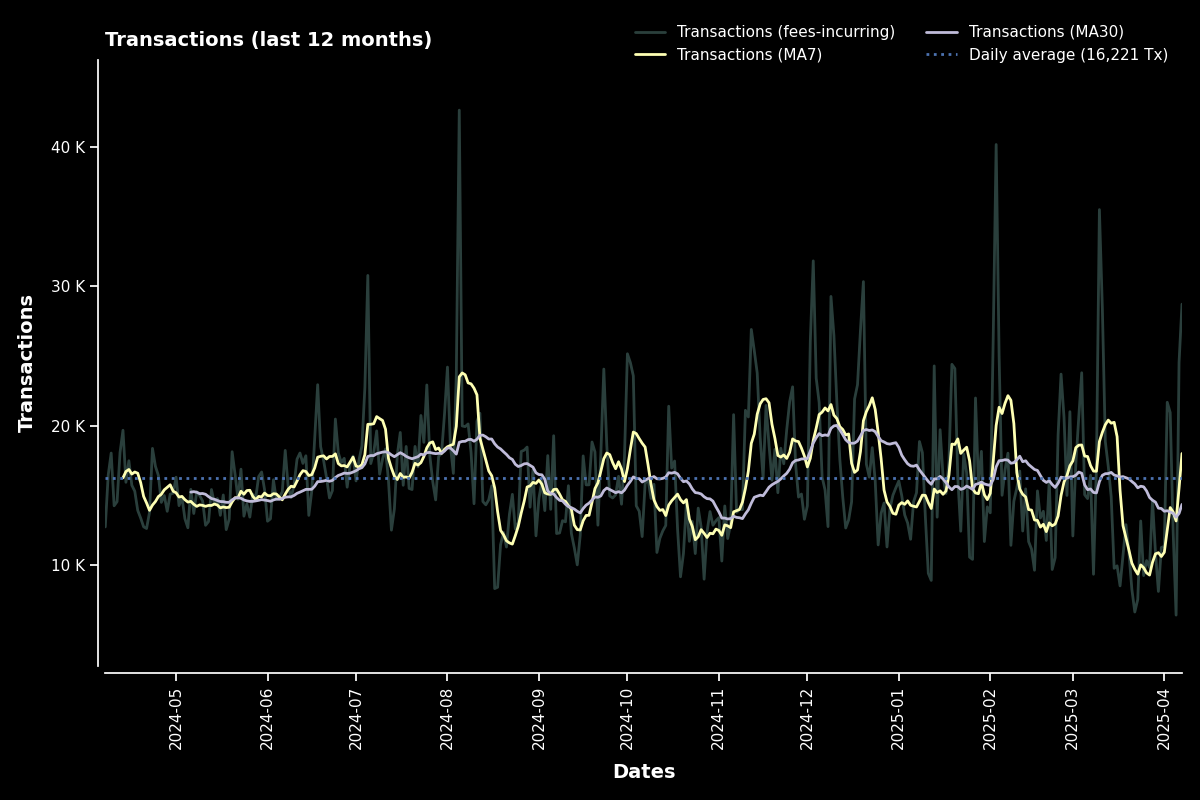 Transactions (last 12 months)
Transactions (fees-incurring)
Transactions (MA7)
Transactions (MA30)
Daily average (16,221 Tx)
Transactions
40 K
30 K
20 K
10 K
2024-05
2024-06
2024-07
2024-08
2024-09
2024-10
2024-11
2024-12
2025-01
2025-02
2025-03
2025-04
Dates